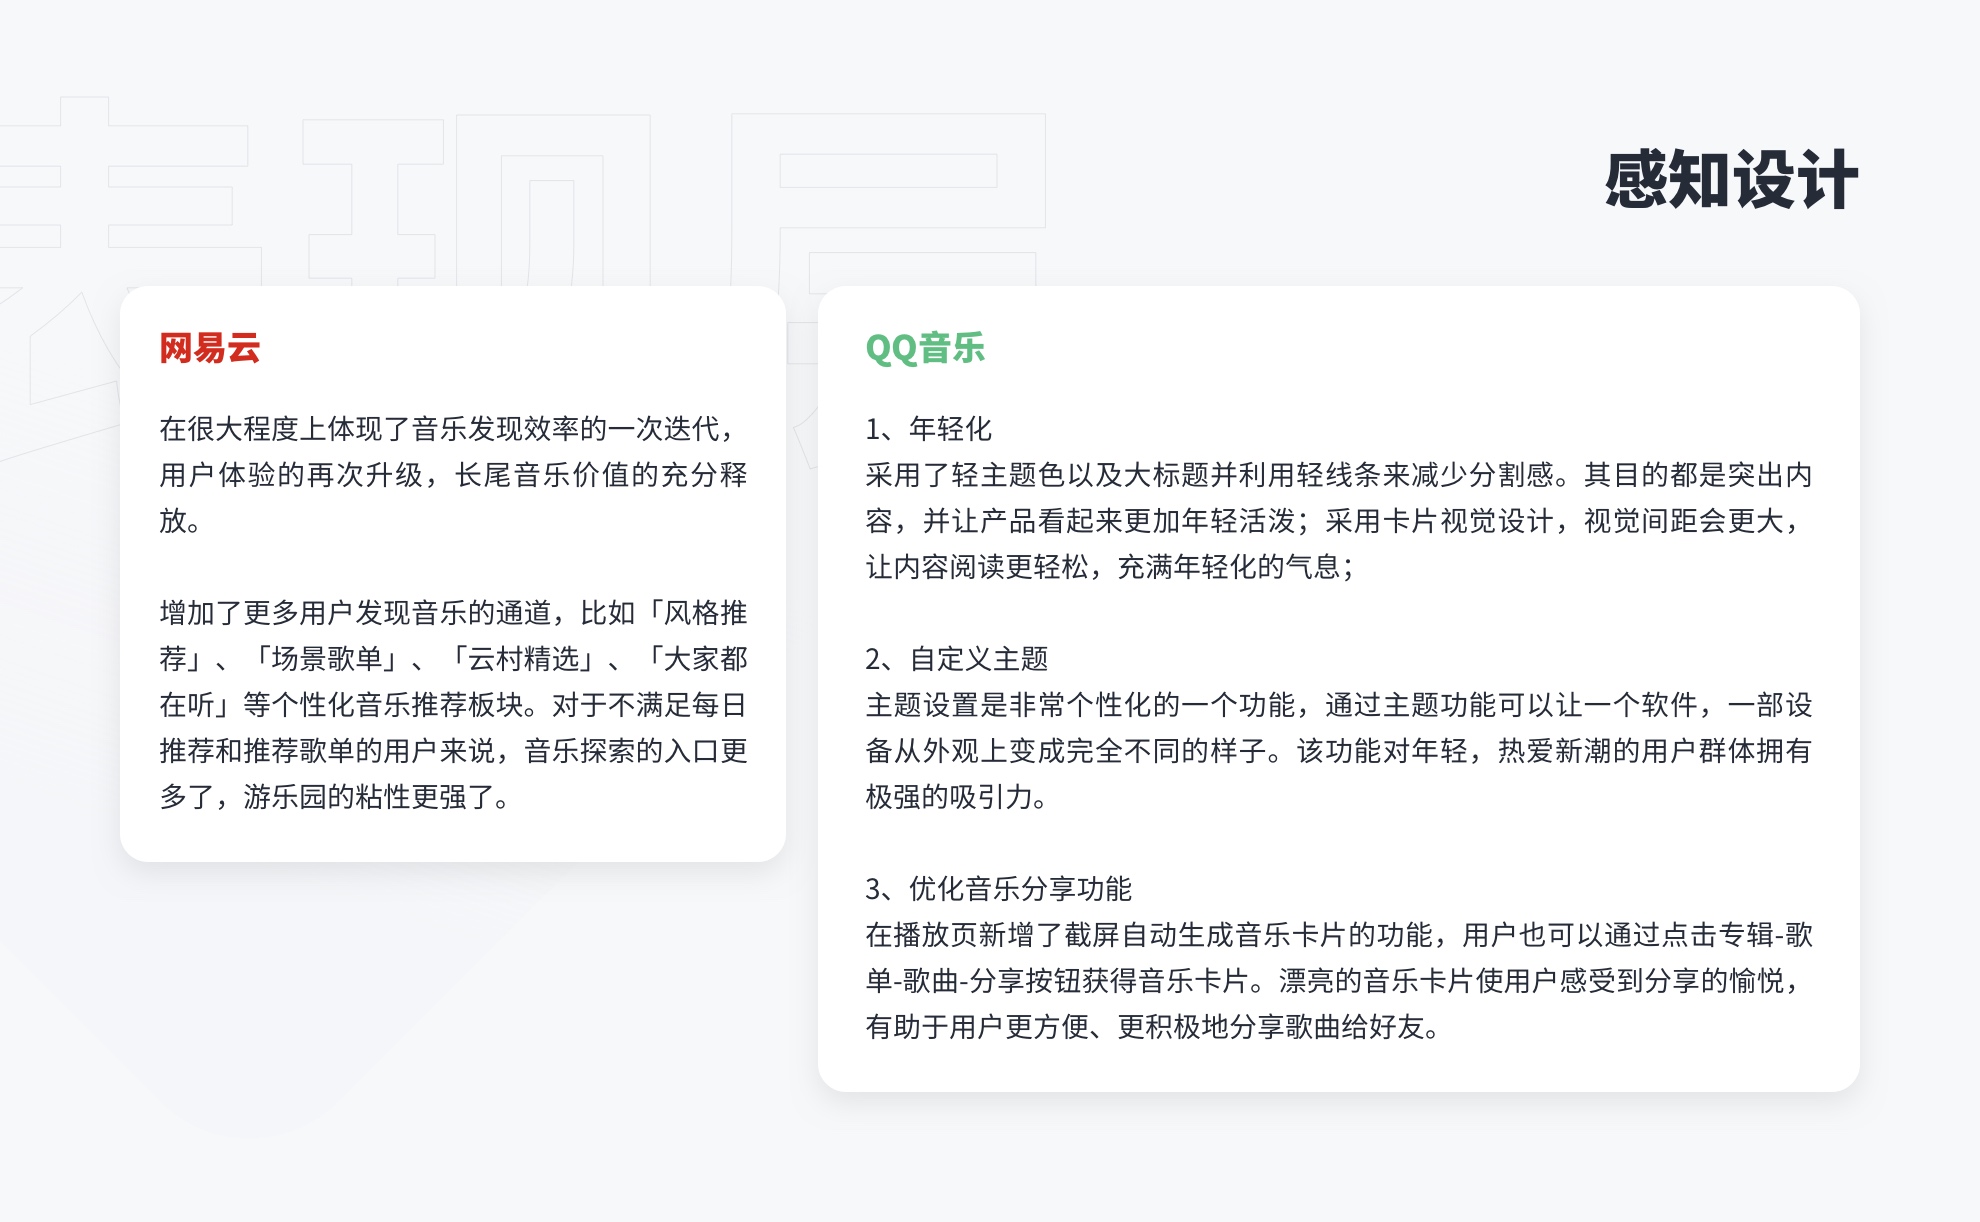 表现层
感知设计
网易云
在很大程度上体现了音乐发现效率的一次迭代，
用户体验的再次升级，长尾音乐价值的充分释
放。
增加了更多用户发现音乐的通道，比如「风格推
荐」、「场景歌单」、「云村精选」、「大家都
在听」等个性化音乐推荐板块。对于不满足每日
推荐和推荐歌单的用户来说，音乐探索的入口更
多了，游乐园的粘性更强了。
QQ音乐
1、年轻化
采用了轻主题色以及大标题并利用轻线条来减少分割感。其目的都是突出内
容，并让产品看起来更加年轻活泼；采用卡片视觉设计，视觉间距会更大，
让内容阅读更轻松，充满年轻化的气息；
2、自定义主题
主题设置是非常个性化的一个功能，通过主题功能可以让一个软件，一部设
备从外观上变成完全不同的样子。该功能对年轻，热爱新潮的用户群体拥有
极强的吸引力。
3、优化音乐分享功能
在播放页新增了截屏自动生成音乐卡片的功能，用户也可以通过点击专辑-歌
单-歌曲-分享按钮获得音乐卡片。漂亮的音乐卡片使用户感受到分享的愉悦，
有助于用户更方便、更积极地分享歌曲给好友。